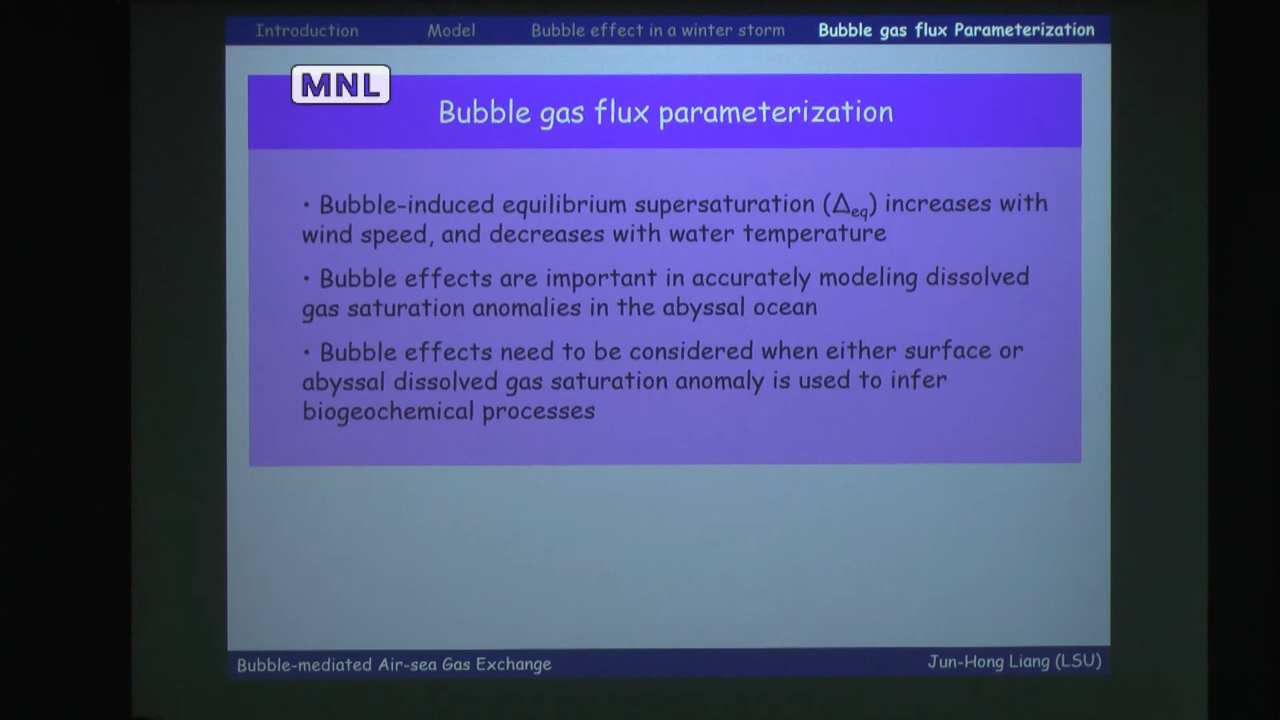 Introduction Model Bubble effect in a winter storm Bubble gas flux Parameterization
MNL
Bubble gas flux parameterization
• Bubble-induced equilibrium supersaturation (Δeq) increases with
wind speed, and decreases with water temperature
• Bubble effects are important in accurately modeling dissolved
gas saturation anomalies in the abyssal ocean
• Bubble effects need to be considered when either surface or
abyssal dissolved gas saturation anomaly is used to infer
biogeochemical processes
Bubble-mediated Air-sea Gas Exchange Jun-Hong Liang (LSU)